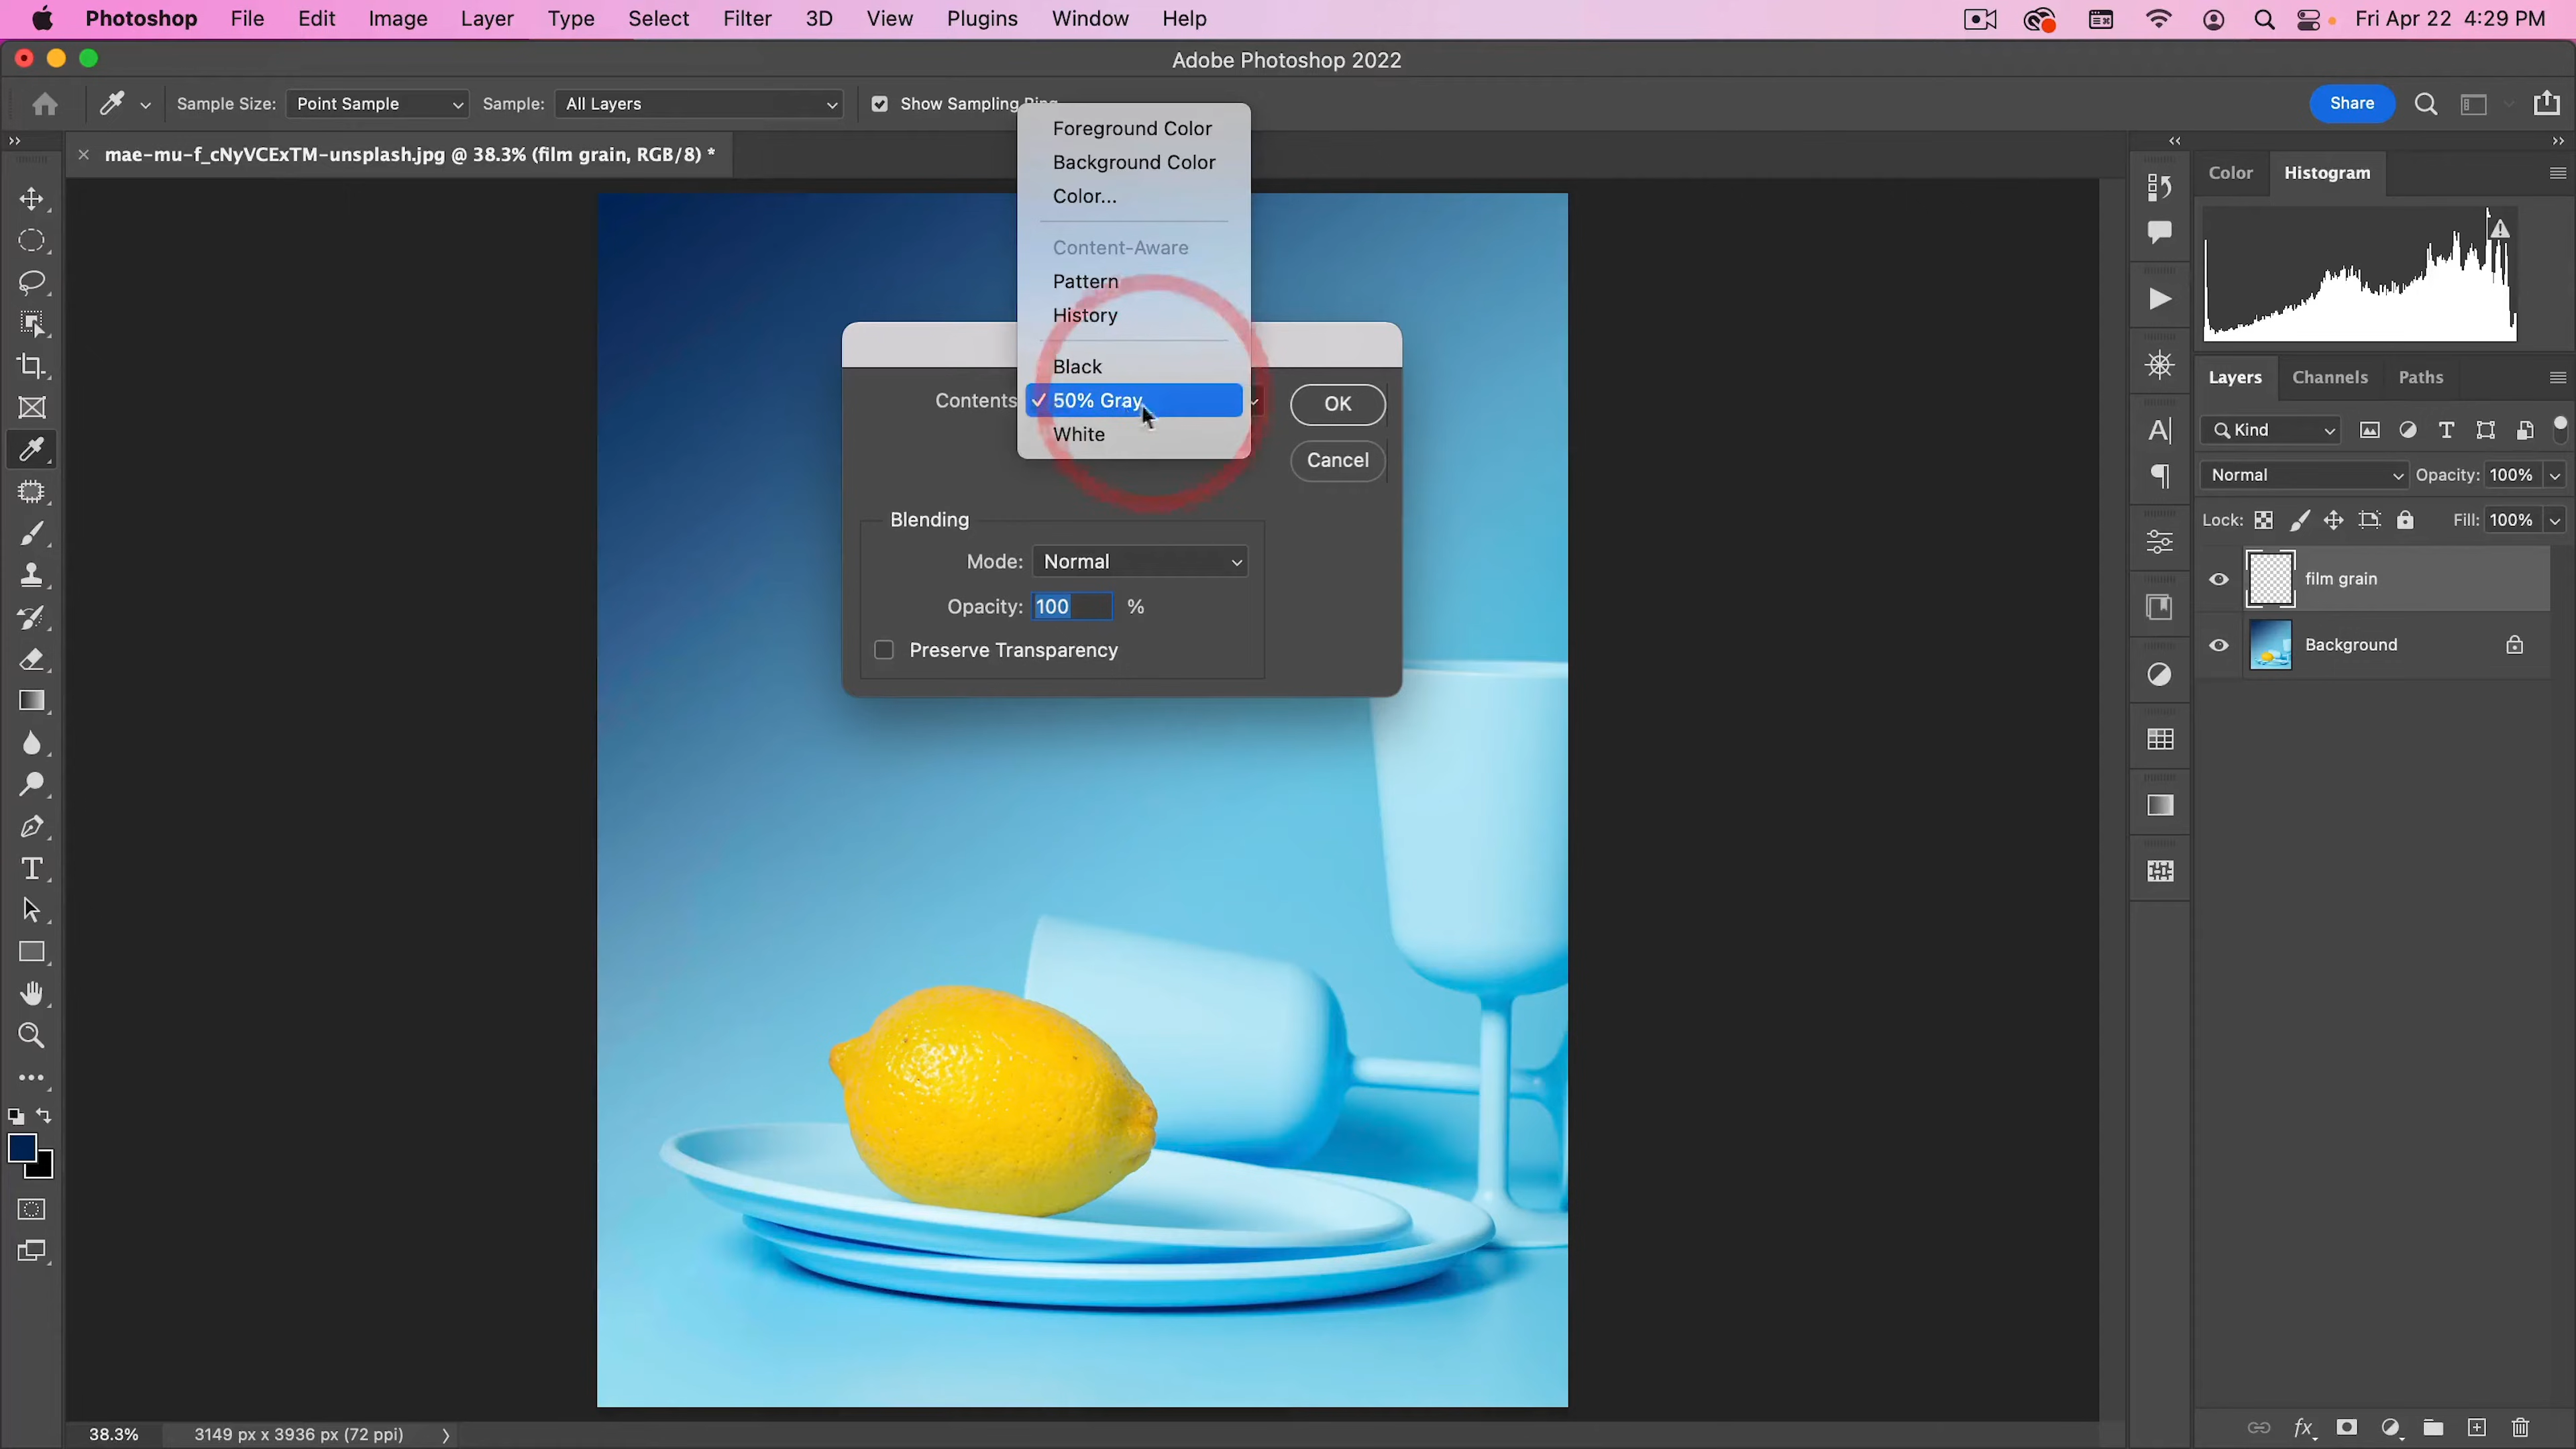 Photoshop File Edit Image Layer Type Select Filter 3D View Plugins Window Help Fri Apr 22 4:29 PM
Adobe Photoshop 2022
Sample Size: Point Sample Sample: All Layers Show Sampling Ring Share
mae-mu-f_cNyVCExTM-unsplash.jpg @ 38.3% (film grain, RGB/8) *
Color Histogram
Foreground Color
Background Color
Color...
Content-Aware
Pattern
History
Black
Contents 50% Gray
White
OK
Cancel
Blending
Mode: Normal
Opacity: 100 %
Preserve Transparency
Layers Channels Paths
Kind
Normal Opacity: 100%
Lock: Fill: 100%
film grain
Background
38.3% 3149 px x 3936 px (72 ppi)